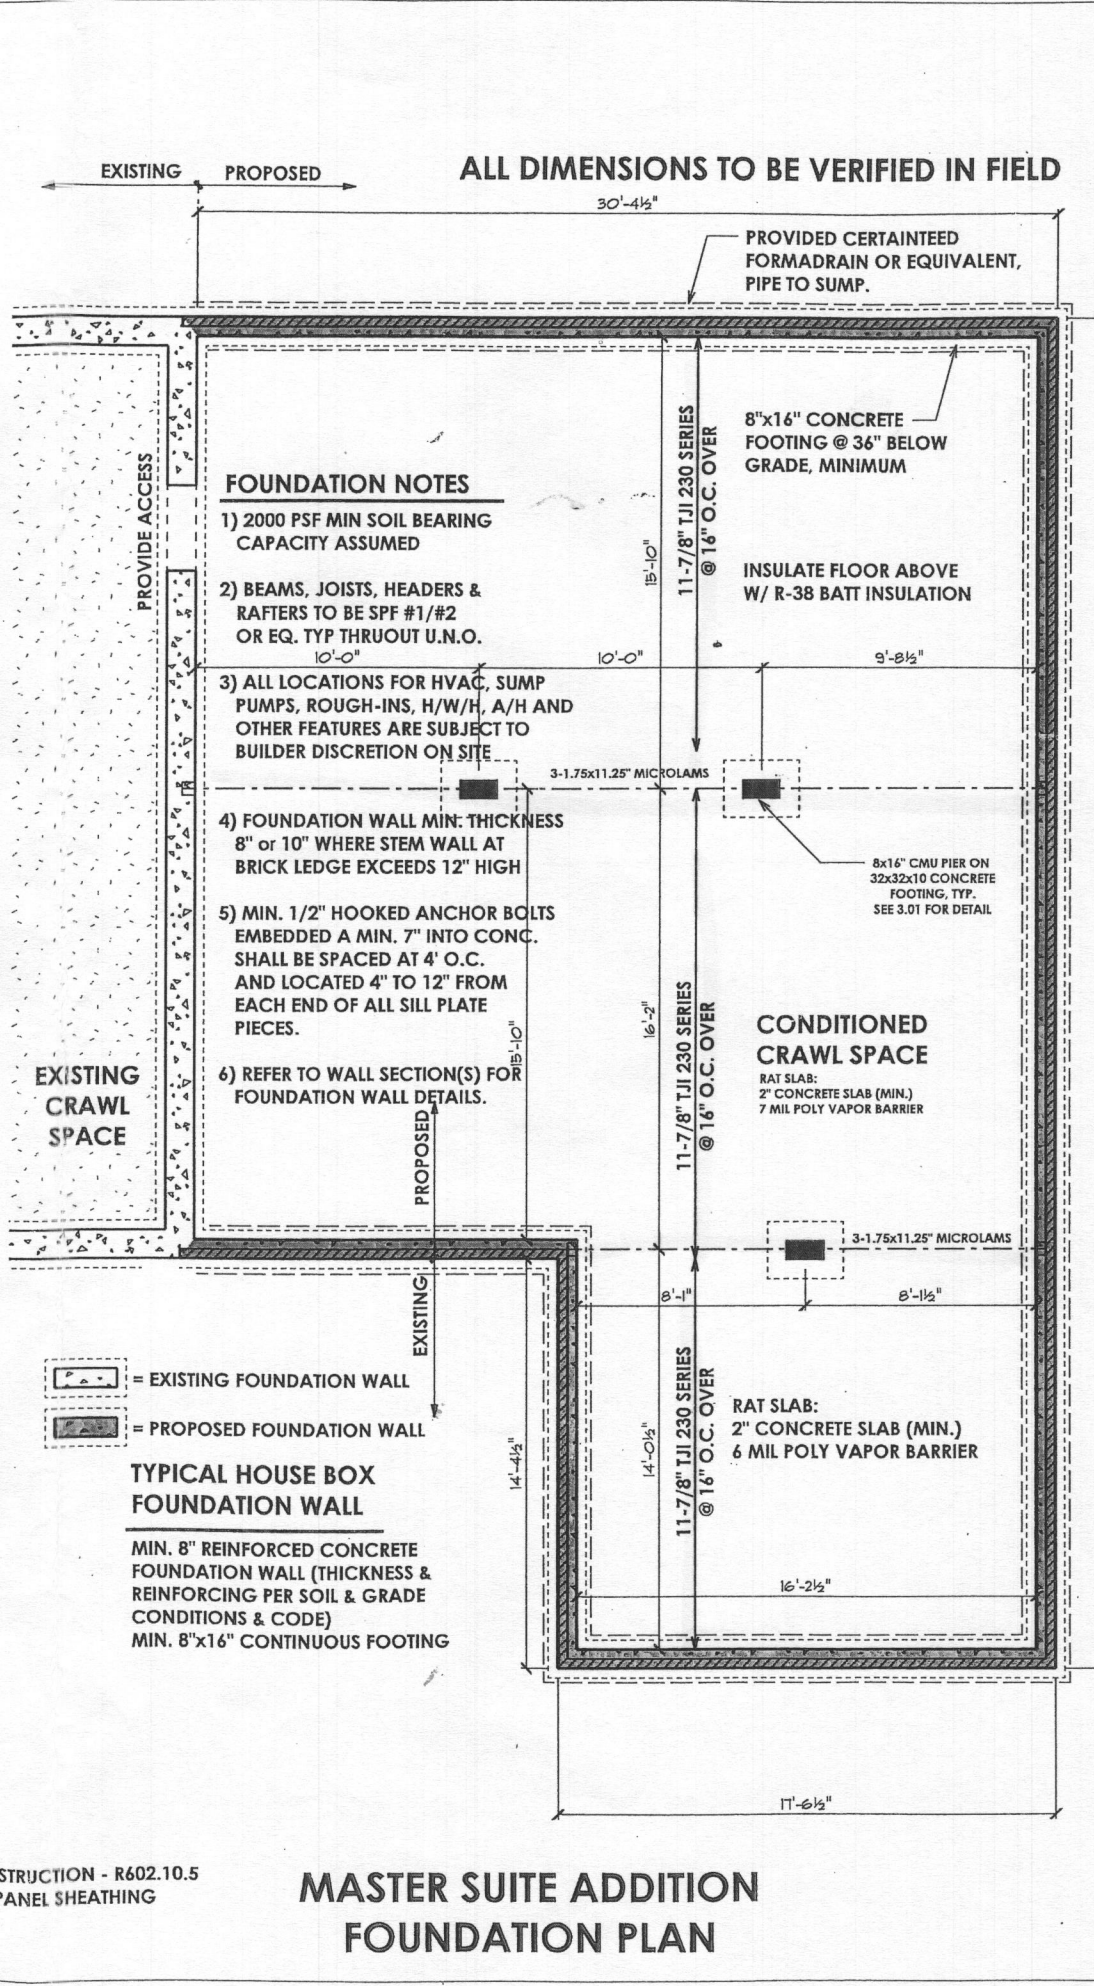 EXISTING
PROPOSED
ALL DIMENSIONS TO BE VERIFIED IN FIELD
30'-4½"
PROVIDED CERTAINTEED
FORMADRAIN OR EQUIVALENT,
PIPE TO SUMP.
8"x16" CONCRETE
FOOTING @ 36" BELOW
GRADE, MINIMUM
11-7/8" TJI 230 SERIES
@ 16" O.C. OVER
15'-10"
PROVIDE ACCESS
FOUNDATION NOTES
1) 2000 PSF MIN SOIL BEARING
CAPACITY ASSUMED
2) BEAMS, JOISTS, HEADERS &
RAFTERS TO BE SPF #1/#2
OR EQ. TYP THRUOUT U.N.O.
INSULATE FLOOR ABOVE
W/ R-38 BATT INSULATION
10'-0"
10'-0"
9'-8½"
3) ALL LOCATIONS FOR HVAC, SUMP
PUMPS, ROUGH-INS, H/W/H, A/H AND
OTHER FEATURES ARE SUBJECT TO
BUILDER DISCRETION ON SITE
3-1.75x11.25" MICROLAMS
4) FOUNDATION WALL MIN. THICKNESS
8" or 10" WHERE STEM WALL AT
BRICK LEDGE EXCEEDS 12" HIGH
8x16" CMU PIER ON
32x32x10 CONCRETE
FOOTING, TYP.
SEE 3.01 FOR DETAIL
5) MIN. 1/2" HOOKED ANCHOR BOLTS
EMBEDDED A MIN. 7" INTO CONC.
SHALL BE SPACED AT 4' O.C.
AND LOCATED 4" TO 12" FROM
EACH END OF ALL SILL PLATE
PIECES.
15'-10"
16'-2"
11-7/8" TJI 230 SERIES
@ 16" O.C. OVER
CONDITIONED
CRAWL SPACE
RAT SLAB:
2" CONCRETE SLAB (MIN.)
7 MIL POLY VAPOR BARRIER
EXISTING
CRAWL
SPACE
6) REFER TO WALL SECTION(S) FOR
FOUNDATION WALL DETAILS.
PROPOSED
EXISTING
3-1.75x11.25" MICROLAMS
8'-1"
8'-1½"
= EXISTING FOUNDATION WALL
= PROPOSED FOUNDATION WALL
14'-4½"
14'-0½"
11-7/8" TJI 230 SERIES
@ 16" O.C. OVER
RAT SLAB:
2" CONCRETE SLAB (MIN.)
6 MIL POLY VAPOR BARRIER
TYPICAL HOUSE BOX
FOUNDATION WALL
MIN. 8" REINFORCED CONCRETE
FOUNDATION WALL (THICKNESS &
REINFORCING PER SOIL & GRADE
CONDITIONS & CODE)
MIN. 8"x16" CONTINUOUS FOOTING
16'-2½"
17'-6½"
STRUCTION - R602.10.5
PANEL SHEATHING
MASTER SUITE ADDITION
FOUNDATION PLAN